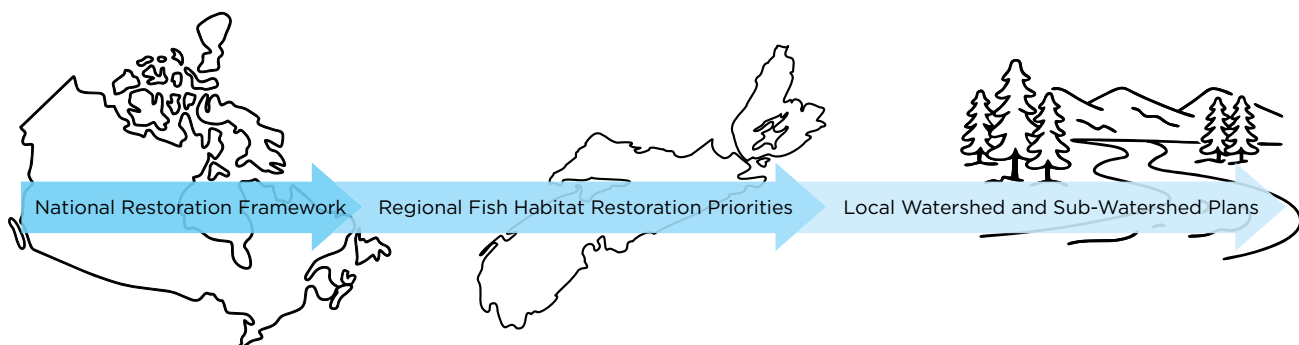 National Restoration Framework
Regional Fish Habitat Restoration Priorities
Local Watershed and Sub-Watershed Plans